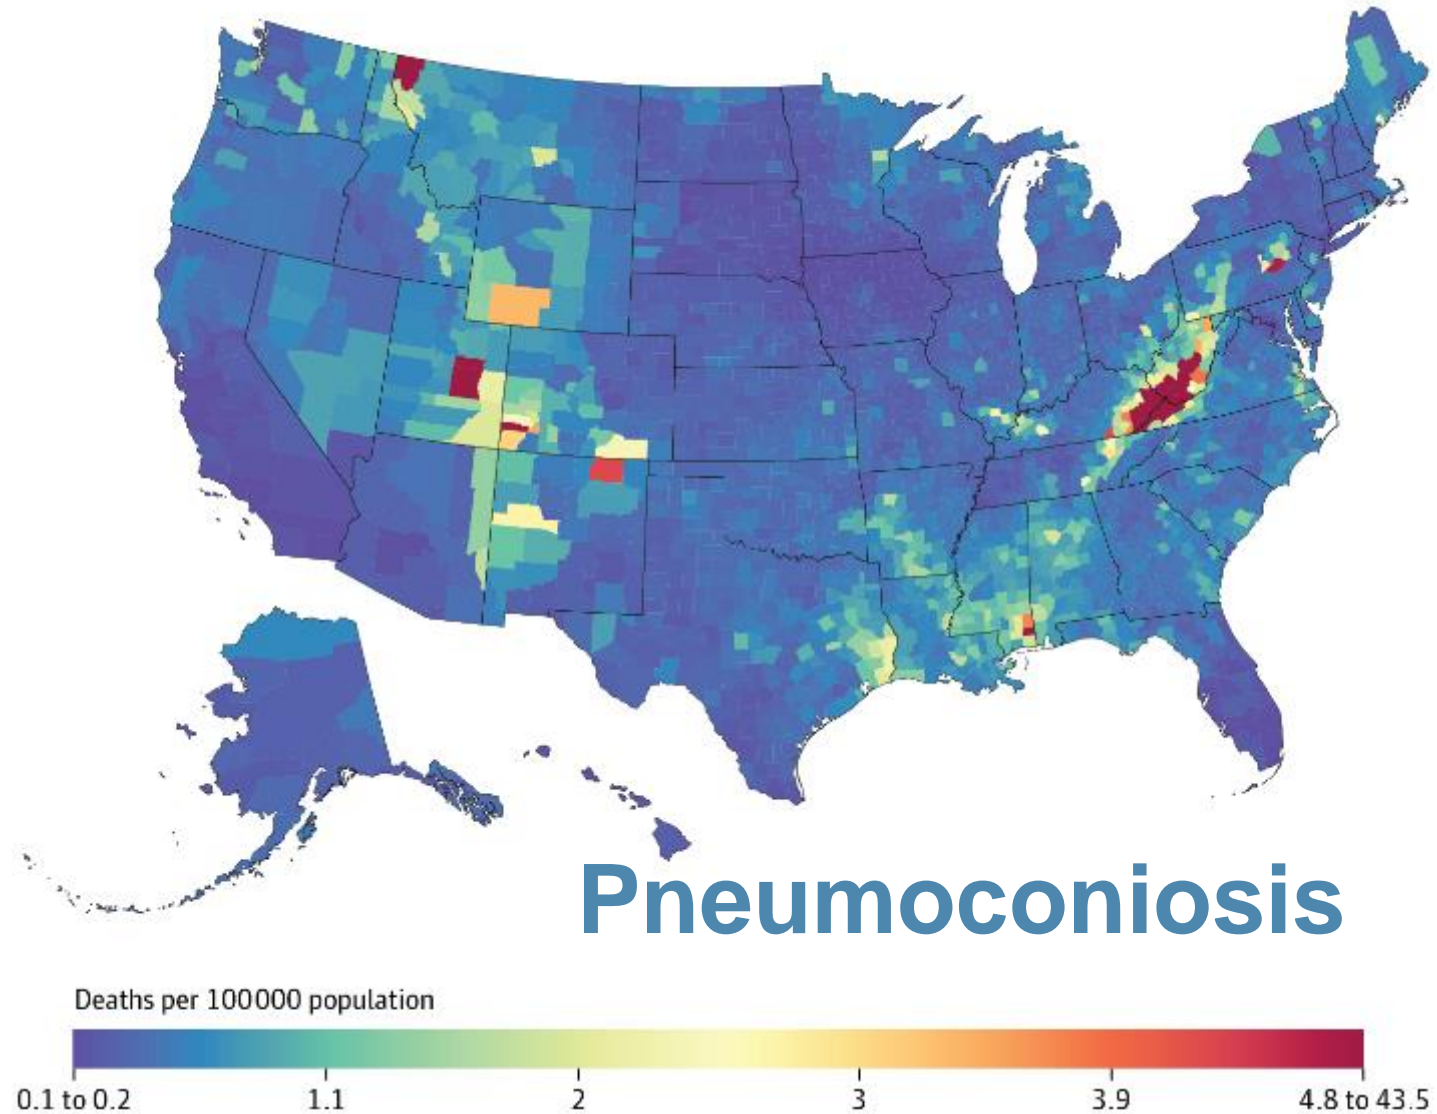 Pneumoconiosis
Deaths per 100000 population
0.1 to 0.2 1.1 2 3 3.9 4.8 to 43.5